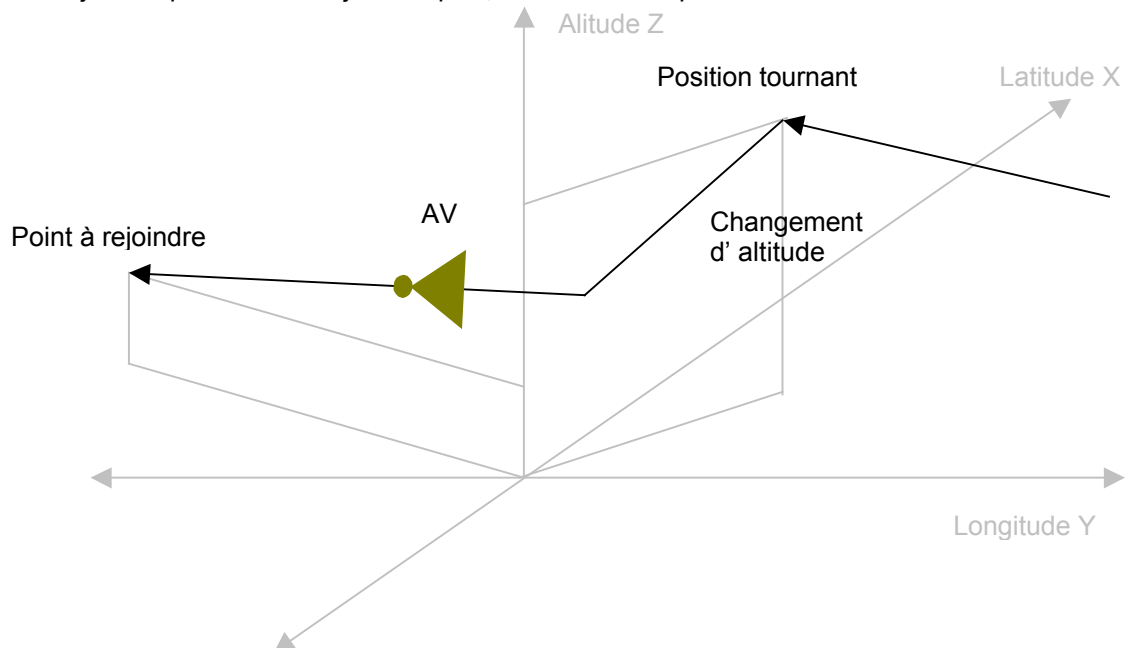 Alitude Z
Position tournant
Latitude X
AV
Changement
d’ altitude
Point à rejoindre
Longitude Y